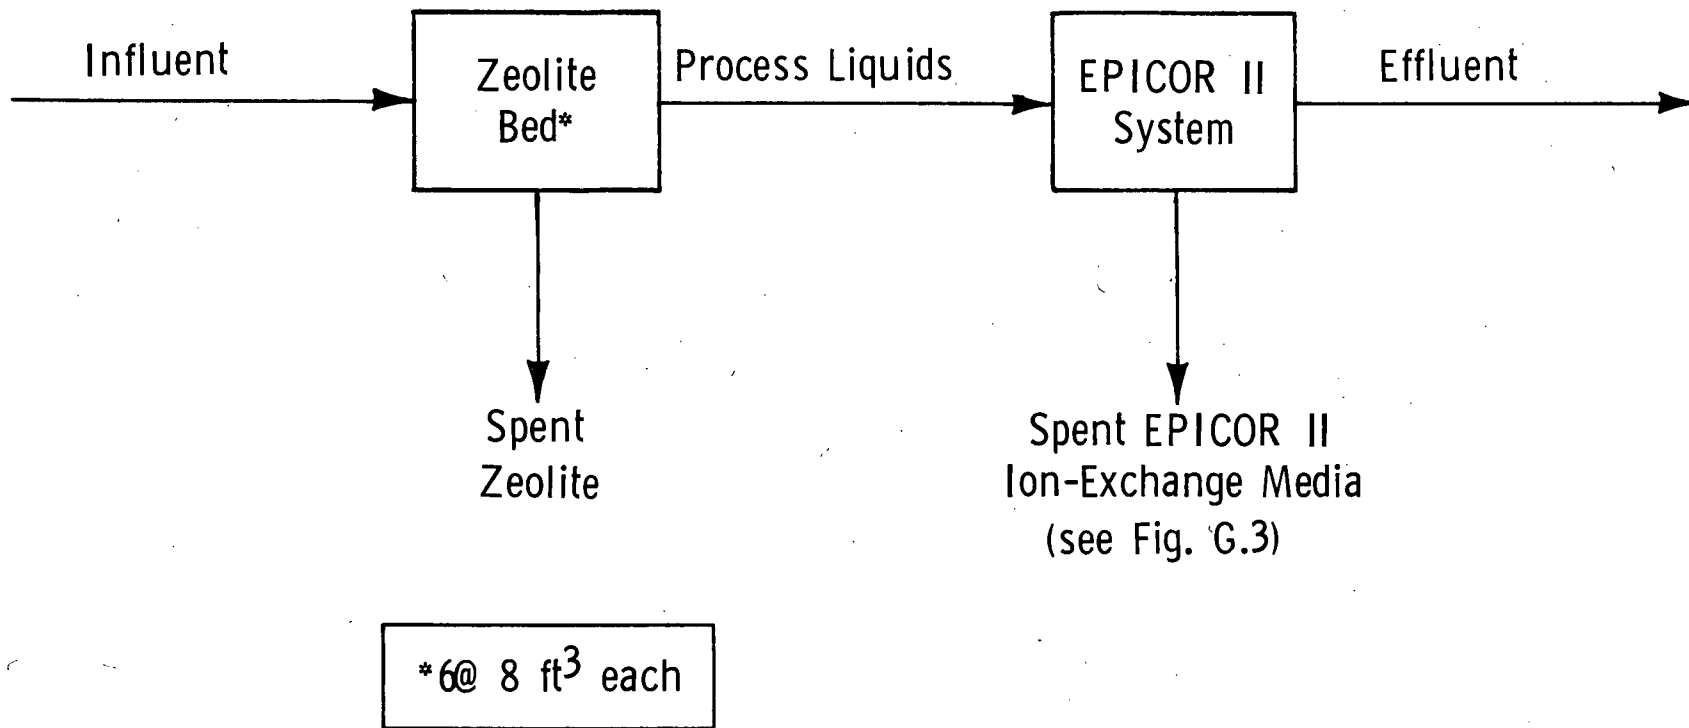 Influent
Zeolite
Bed*
Process Liquids
EPICOR II
System
Effluent
Spent
Zeolite
Spent EPICOR II
Ion-Exchange Media
(see Fig. G.3)
*6@ 8 ft³ each